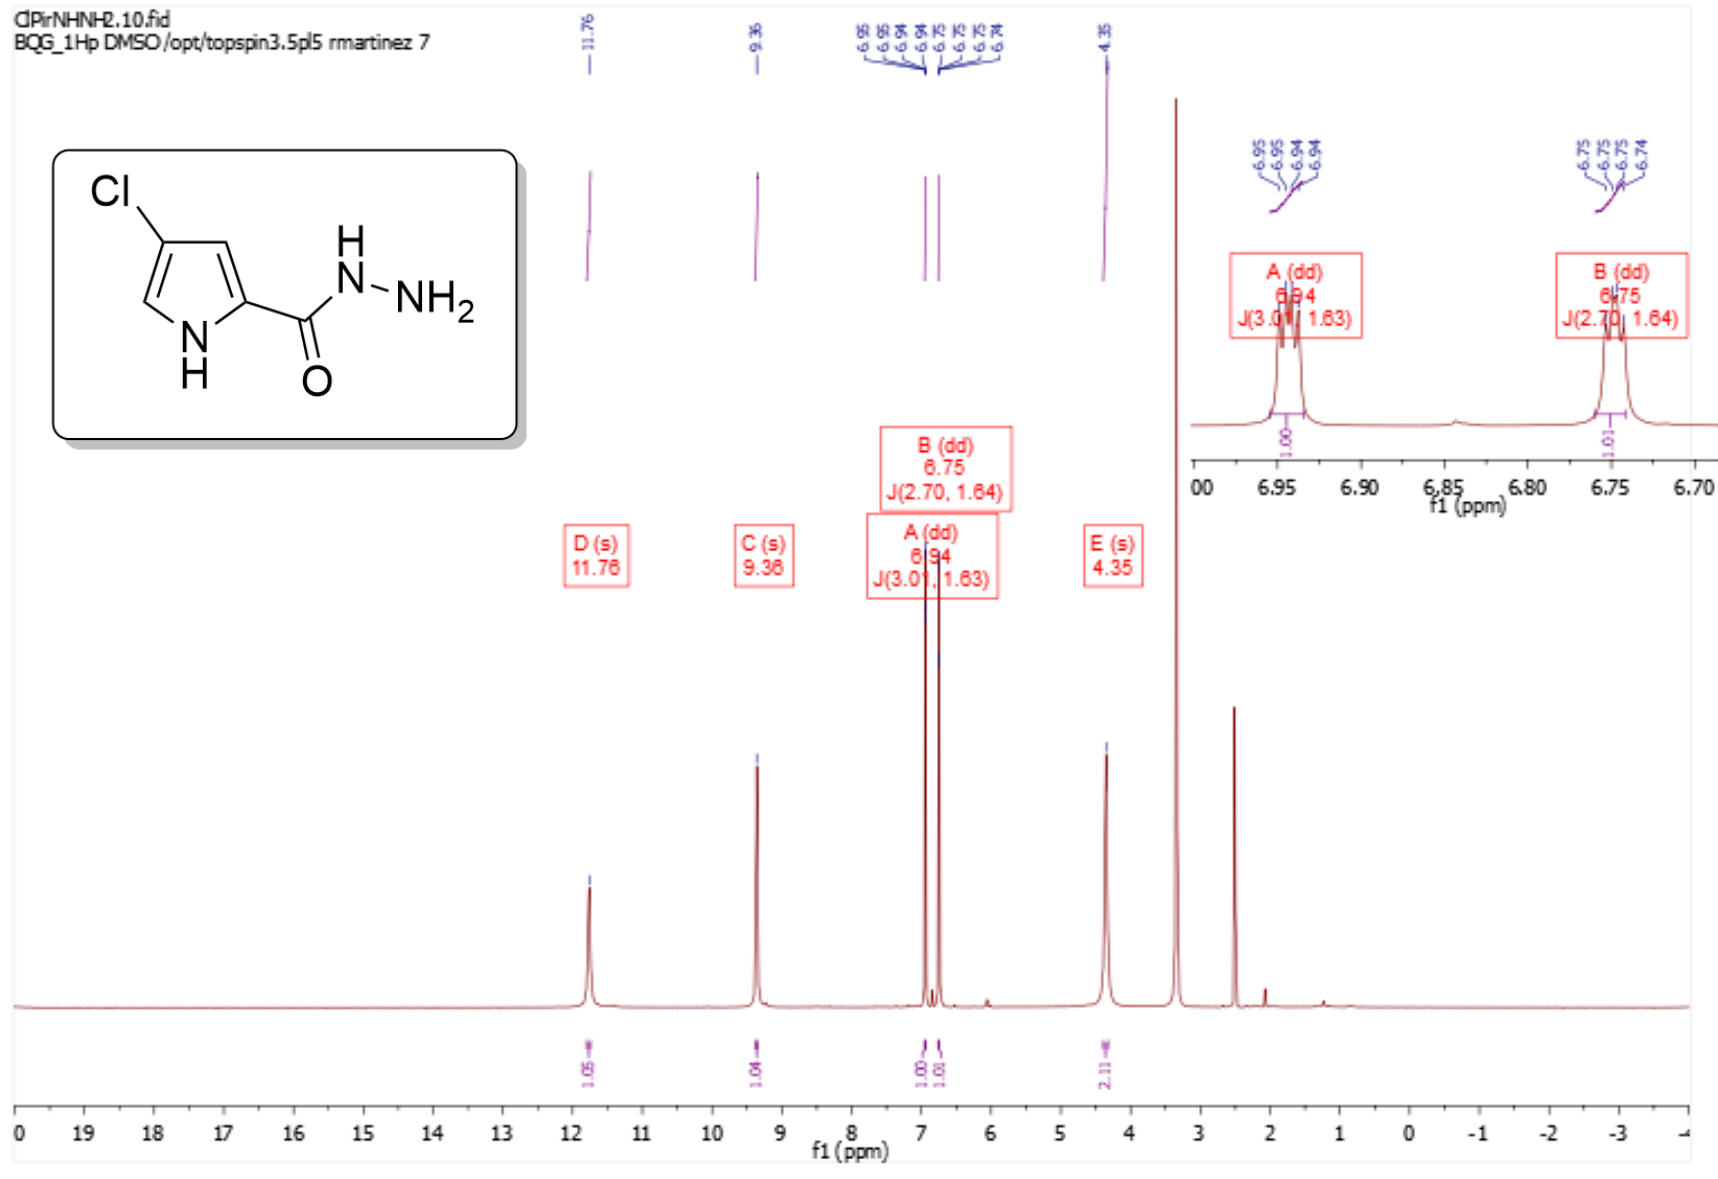 ClPirNHNH2.10.fid
BQG_1Hp DMSO /opt/topspin3.5pl5 rmartinez 7
11.76
9.36
6.95
6.95
6.94
6.94
6.75
6.75
6.75
6.74
4.35
Cl
H
N
NH2
N
H
O
6.95
6.95
6.94
6.94
6.75
6.75
6.75
6.74
A (dd)
6.94
J(3.01, 1.63)
B (dd)
6.75
J(2.70, 1.64)
1.00
1.01
00 6.95 6.90 6.85 6.80 6.75 6.70
f1 (ppm)
B (dd)
6.75
J(2.70, 1.64)
A (dd)
6.94
J(3.01, 1.63)
D (s)
11.76
C (s)
9.36
E (s)
4.35
1.05
1.04
1.00
1.01
2.11
0 19 18 17 16 15 14 13 12 11 10 9 8 7 6 5 4 3 2 1 0 -1 -2 -3 -4
f1 (ppm)